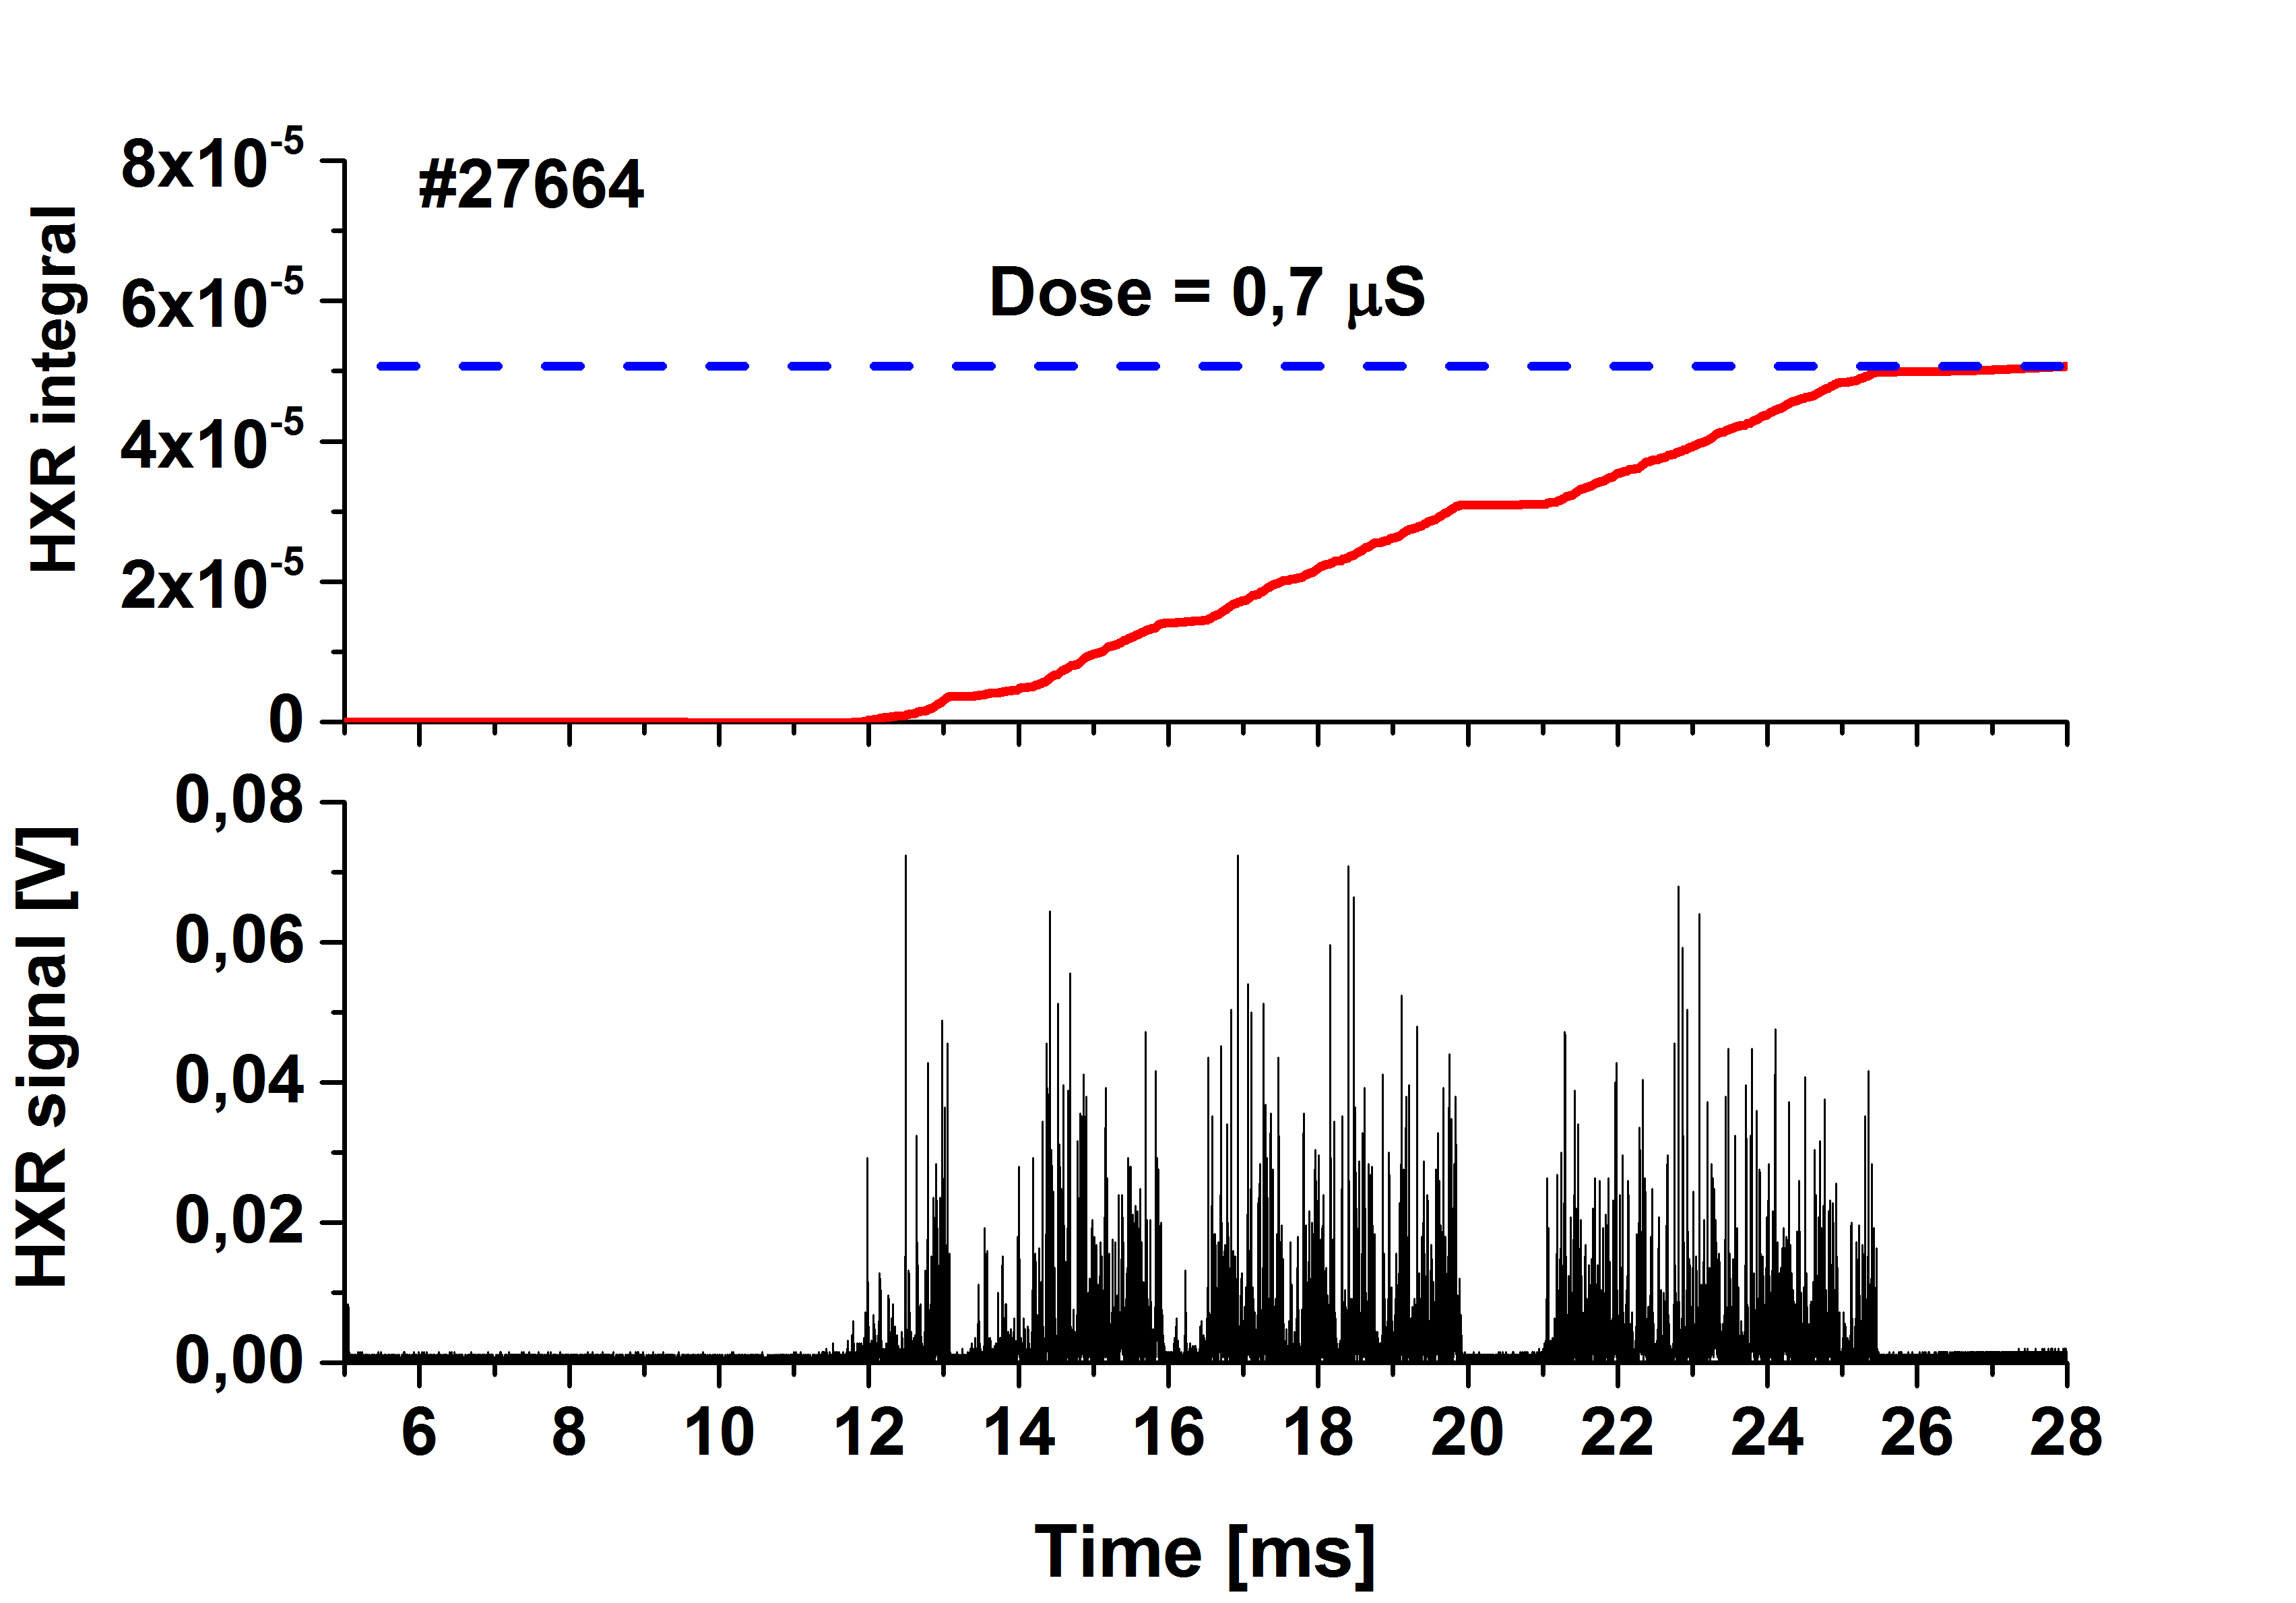 8x10⁻⁵
#27664
6x10⁻⁵
Dose = 0,7 μS
4x10⁻⁵
2x10⁻⁵
0
HXR integral
0,08
0,06
0,04
0,02
0,00
HXR signal [V]
6 8 10 12 14 16 18 20 22 24 26 28
Time [ms]